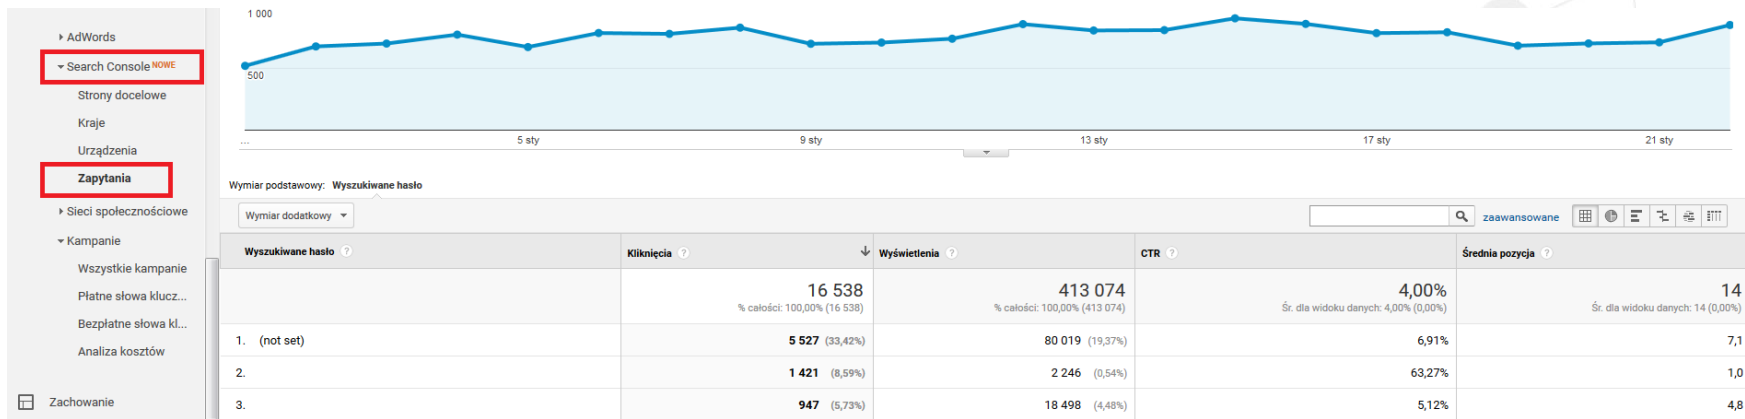 AdWords
Search Console NOWE
Strony docelowe
Kraje
Urządzenia
Zapytania
Sieci społecznościowe
Kampanie
Wszystkie kampanie
Płatne słowa klucz...
Bezpłatne słowa kl...
Analiza kosztów
Zachowanie
1 000
500
... 5 sty 9 sty 13 sty 17 sty 21 sty
Wymiar podstawowy: Wyszukiwane hasło
Wymiar dodatkowy zaawansowane
Wyszukiwane hasło ? Kliknięcia ? Wyświetlenia ? CTR ? Średnia pozycja ?
16 538 413 074 4,00% 14
% całości: 100,00% (16 538) % całości: 100,00% (413 074) Śr. dla widoku danych: 4,00% (0,00%) Śr. dla widoku danych: 14 (0,00%)
1. (not set) 5 527 (33,42%) 80 019 (19,37%) 6,91% 7,1
2. 1 421 (8,59%) 2 246 (0,54%) 63,27% 1,0
3. 947 (5,73%) 18 498 (4,48%) 5,12% 4,8